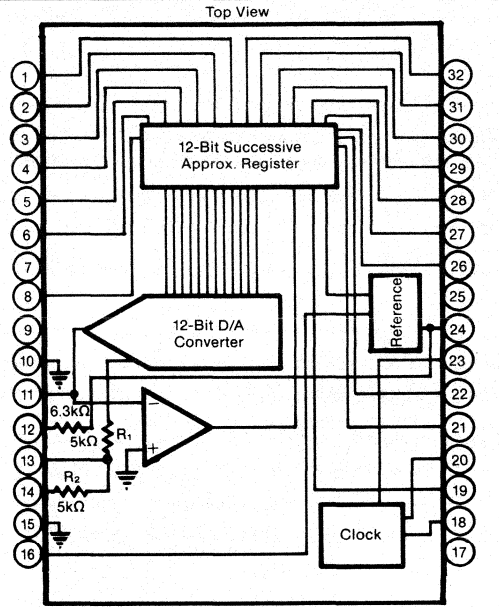 Top View
1
32
2
31
3
30
12-Bit Successive
Approx. Register
4
29
5
28
6
27
7
26
8
25
Reference
9
12-Bit D/A
Converter
24
10
23
11
22
6.3kΩ
12
5kΩ
R1
21
13
20
R2
14
5kΩ
19
15
Clock
18
16
17
−
+